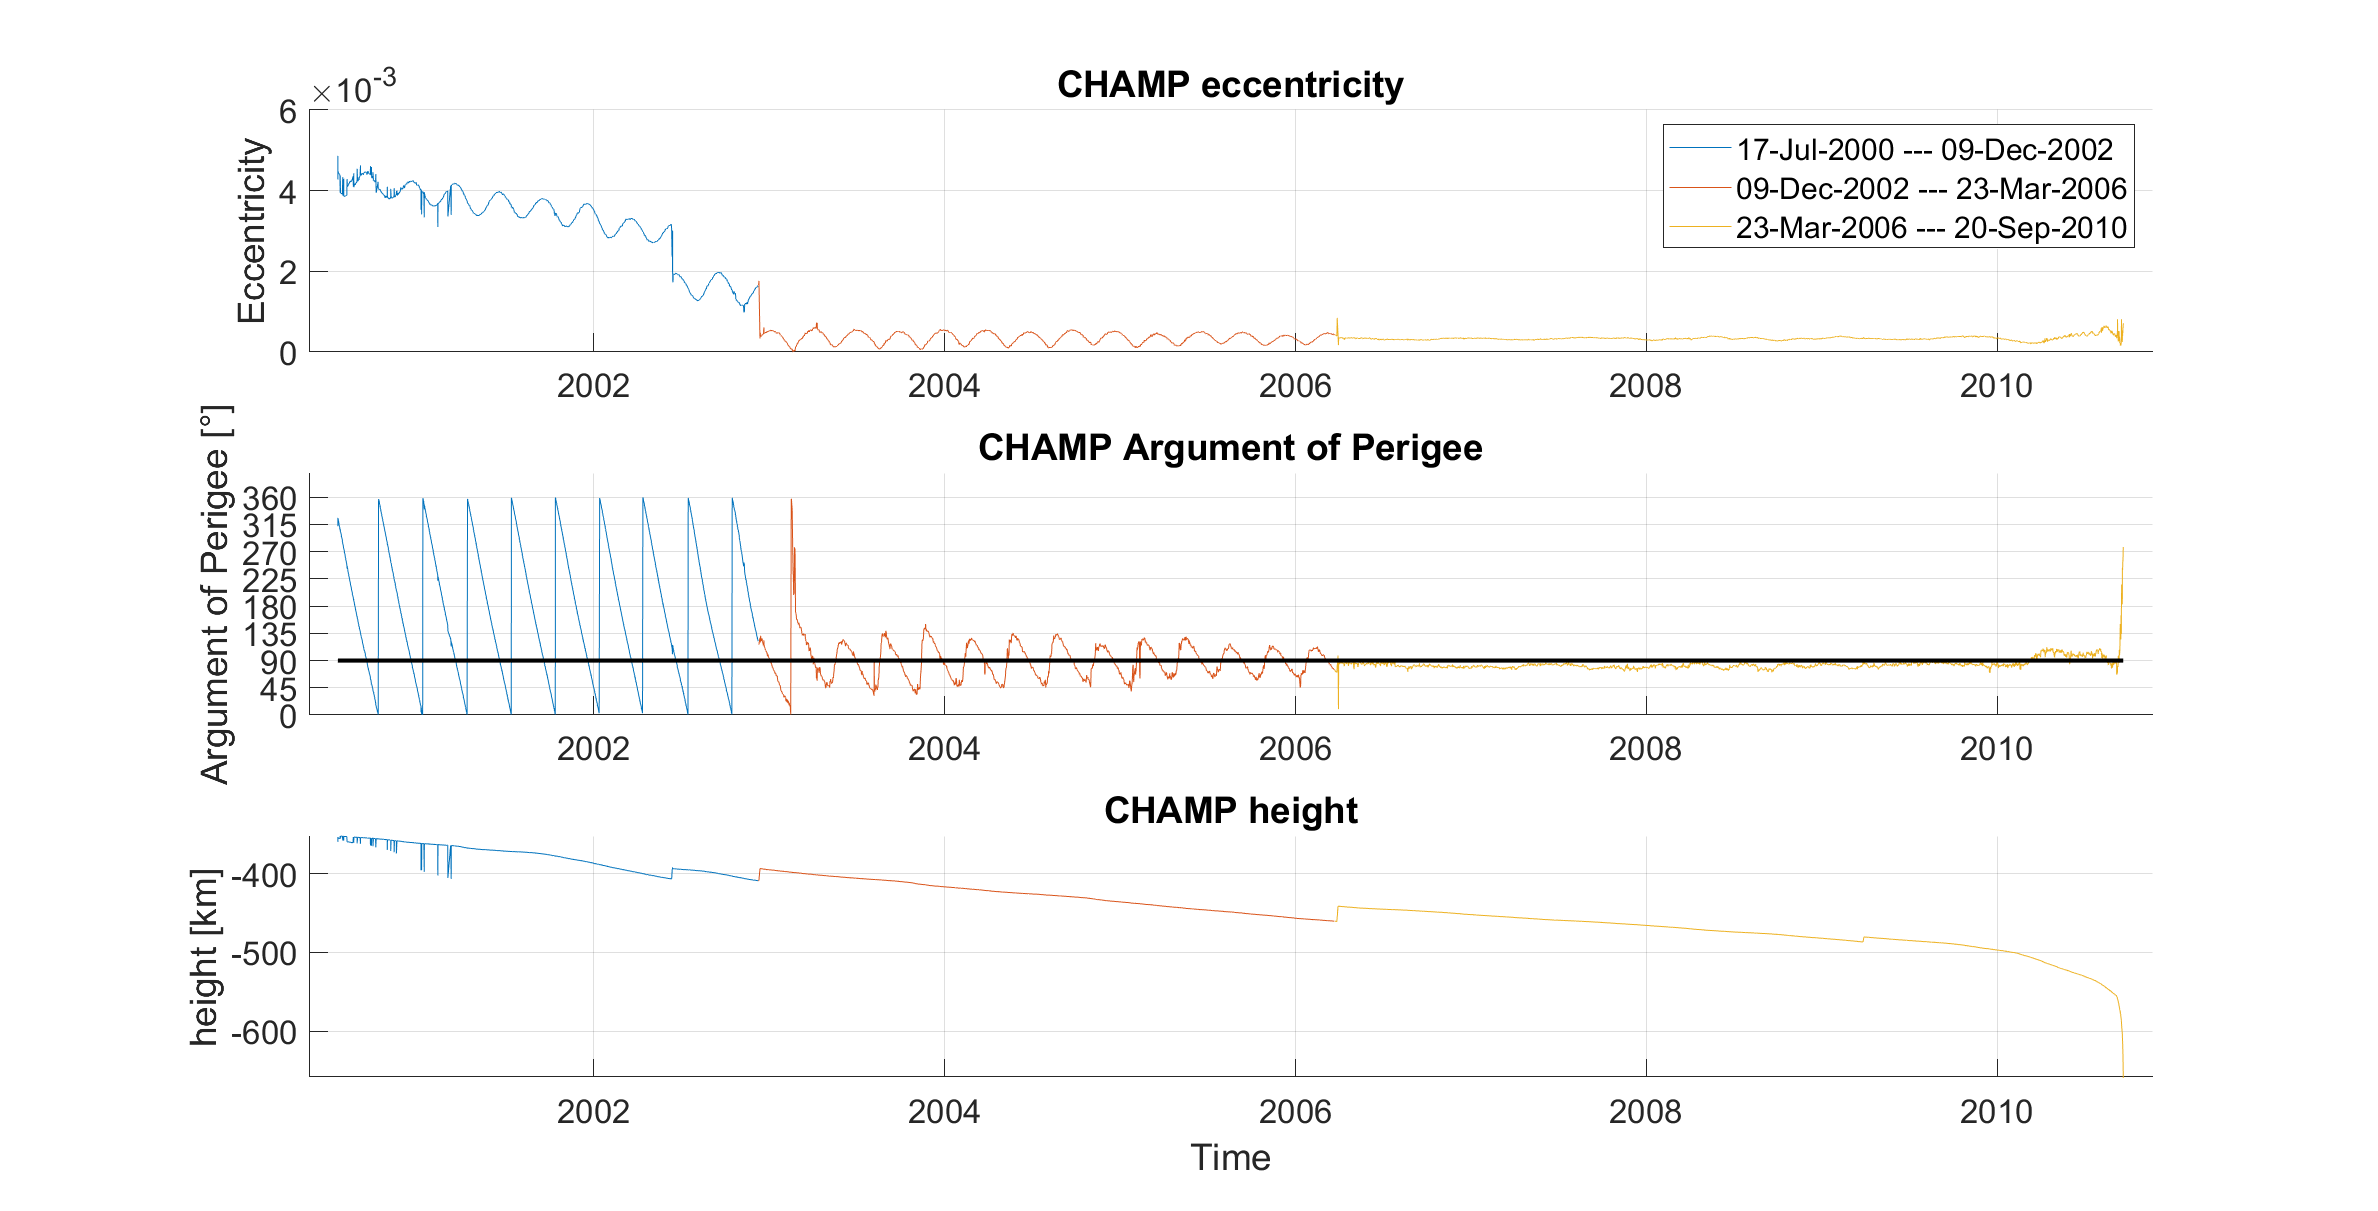 CHAMP eccentricity
×10-3
6
4
2
0
Eccentricity
17-Jul-2000 --- 09-Dec-2002
09-Dec-2002 --- 23-Mar-2006
23-Mar-2006 --- 20-Sep-2010
2002 2004 2006 2008 2010
CHAMP Argument of Perigee
360
315
270
225
180
135
90
45
0
Argument of Perigee [°]
2002 2004 2006 2008 2010
CHAMP height
-400
-500
-600
height [km]
2002 2004 2006 2008 2010
Time